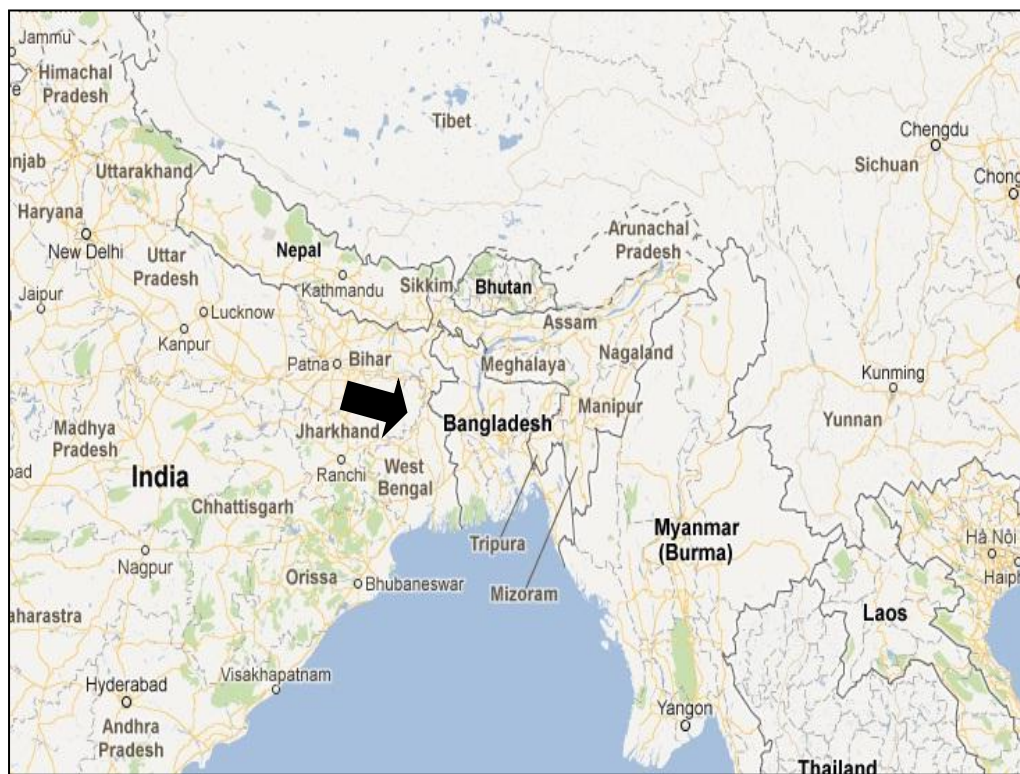 Jammu
Himachal
Pradesh
Tibet
Chengdu
Sichuan
Uttarakhand
Haryana
New Delhi
Uttar
Pradesh
Nepal
Kathmandu
Sikkim
Bhutan
Arunachal
Pradesh
Jaipur
Lucknow
Kanpur
Assam
Patna
Bihar
Meghalaya
Nagaland
Kunming
Yunnan
Madhya
Pradesh
Jharkhand
Bangladesh
Manipur
India
Ranchi
West
Bengal
Chhattisgarh
Myanmar
(Burma)
Tripura
Nagpur
Mizoram
Hà Nội
Haiph
Orissa
Bhubaneswar
aharastra
Laos
Visakhapatnam
Hyderabad
Andhra
Pradesh
Yangon
Thailand
unjab
Chong